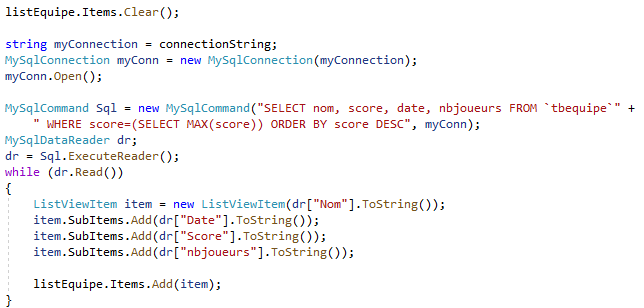 listEquipe.Items.Clear();
string myConnection = connectionString;
MySqlConnection myConn = new MySqlConnection(myConnection);
myConn.Open();
MySqlCommand Sql = new MySqlCommand("SELECT nom, score, date, nbjoueurs FROM `tbequipe`" +
" WHERE score=(SELECT MAX(score)) ORDER BY score DESC", myConn);
MySqlDataReader dr;
dr = Sql.ExecuteReader();
while (dr.Read())
{
ListViewItem item = new ListViewItem(dr["Nom"].ToString());
item.SubItems.Add(dr["Date"].ToString());
item.SubItems.Add(dr["Score"].ToString());
item.SubItems.Add(dr["nbjoueurs"].ToString());
listEquipe.Items.Add(item);
}